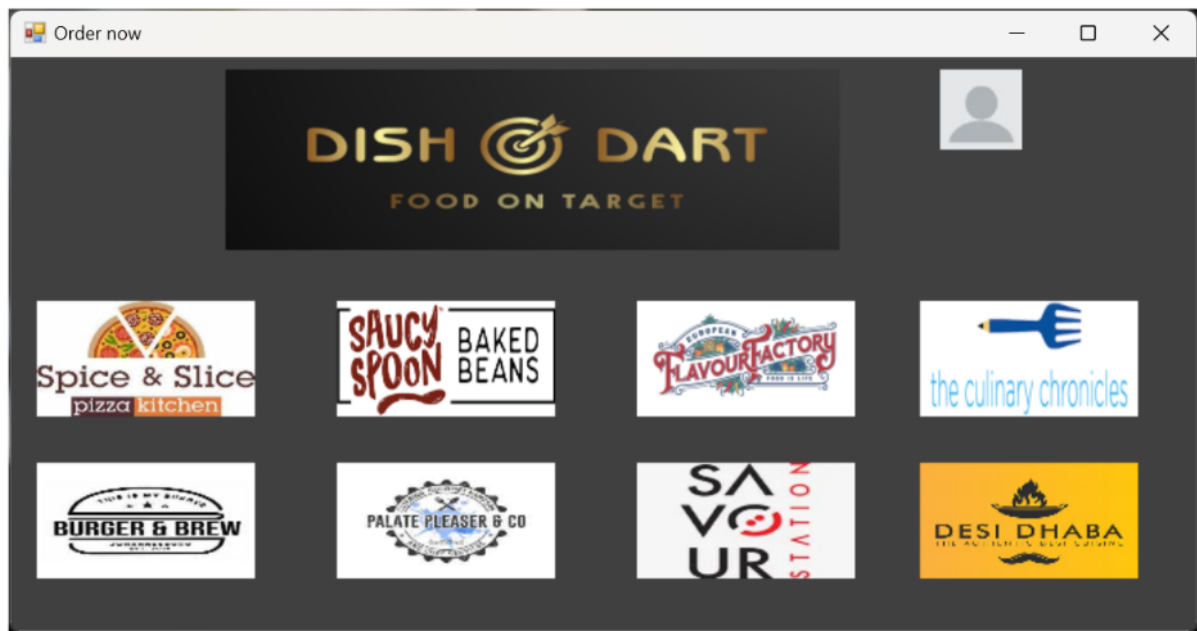 Order now
DISH DART
FOOD ON TARGET
Spice & Slice
pizza kitchen
SAUCY
SPOON
BAKED
BEANS
EUROPEAN
FLAVOURFACTORY
FOOD IS LIFE
the culinary chronicles
THIS IS MY BURGER
BURGER & BREW
JOHANNESBURG
PALATE PLEASER & CO
SA
VO
UR
STATION
DESI DHABA
THE AUTHENTIC DESI CUISINE